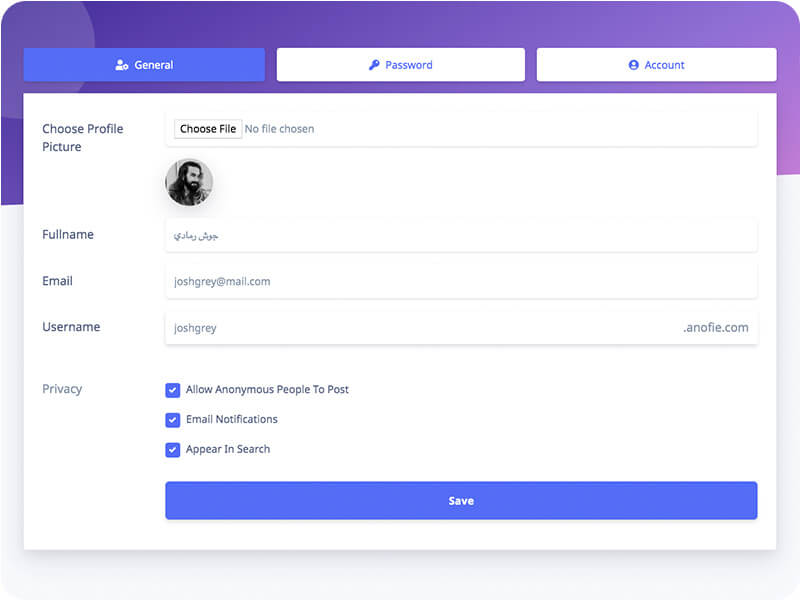 General
Password
Account
Choose Profile
Picture
Choose File No file chosen
Fullname
جوش رمادي
Email
joshgrey@mail.com
Username
joshgrey
.anofie.com
Privacy
Allow Anonymous People To Post
Email Notifications
Appear In Search
Save